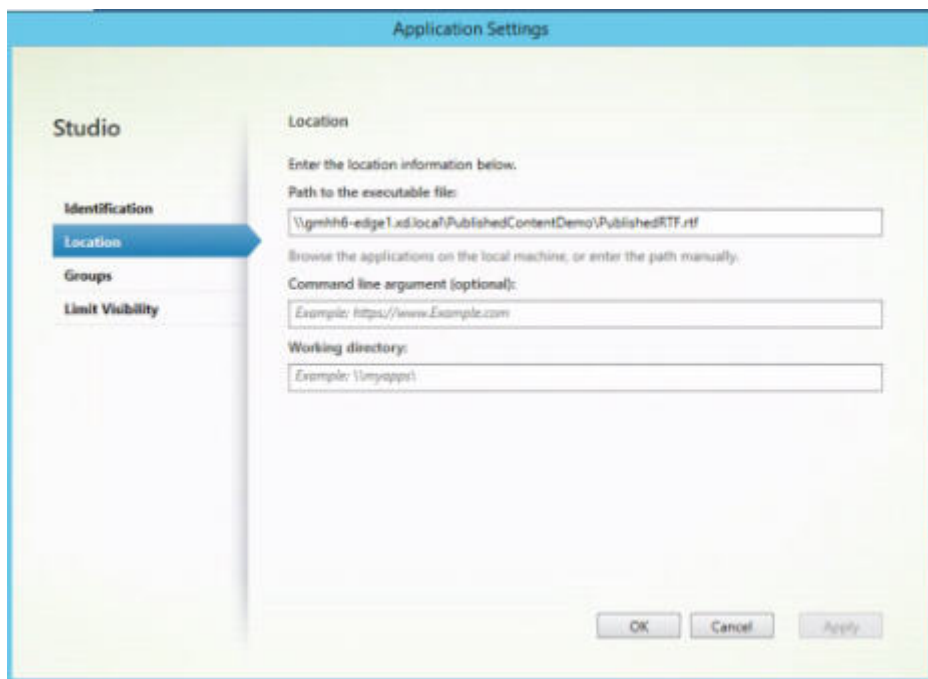 Application Settings
Studio
Identification
Location
Groups
Limit Visibility
Location
Enter the location information below.
Path to the executable file:
\\gmhh6-edge1.xd.local\PublishedContentDemo\PublishedRTF.rtf
Browse the applications on the local machine, or enter the path manually.
Command line argument (optional):
Example: https://www.Example.com
Working directory:
Example: \\myapps\
OK
Cancel
Apply